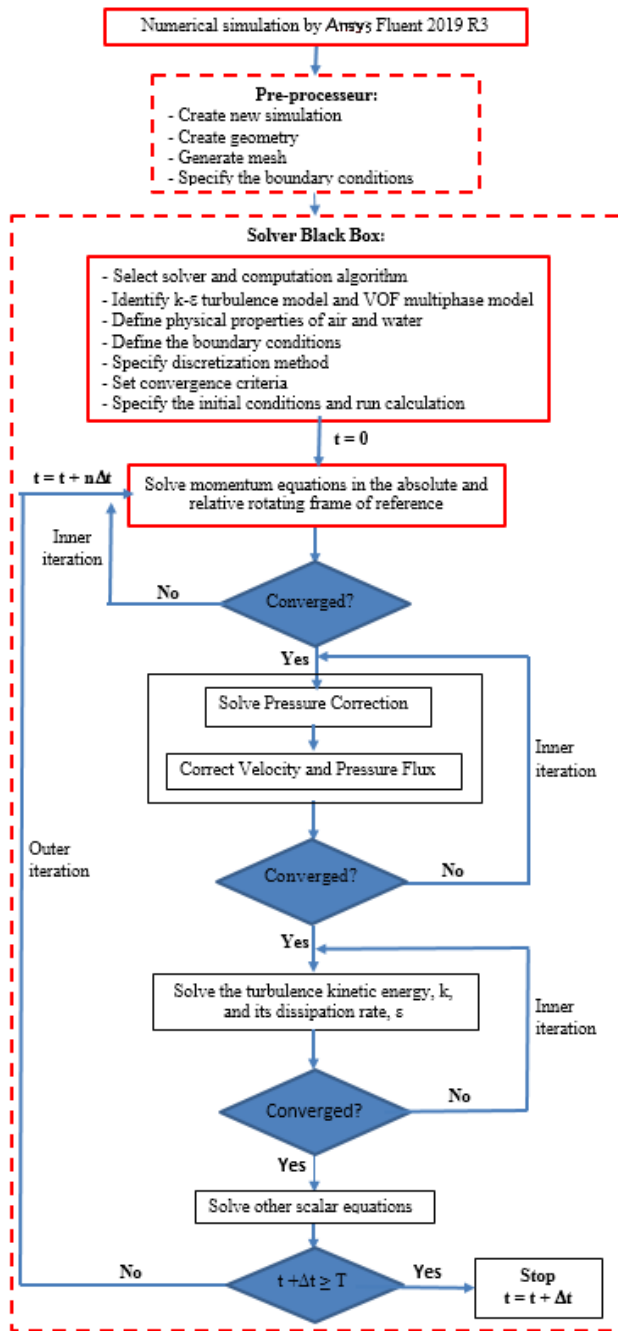 Numerical simulation by Ansys Fluent 2019 R3
Pre-processeur:
- Create new simulation
- Create geometry
- Generate mesh
- Specify the boundary conditions
Solver Black Box:
- Select solver and computation algorithm
- Identify k-ε turbulence model and VOF multiphase model
- Define physical properties of air and water
- Define the boundary conditions
- Specify discretization method
- Set convergence criteria
- Specify the initial conditions and run calculation
t = 0
t = t + nΔt
Solve momentum equations in the absolute and
relative rotating frame of reference
Inner
iteration
No
Converged?
Yes
Solve Pressure Correction
Correct Velocity and Pressure Flux
Inner
iteration
Outer
iteration
Converged?
No
Yes
Solve the turbulence kinetic energy, k,
and its dissipation rate, ε
Inner
iteration
Converged?
No
Yes
Solve other scalar equations
No
t +Δt ≥ T
Yes
Stop
t = t + Δt